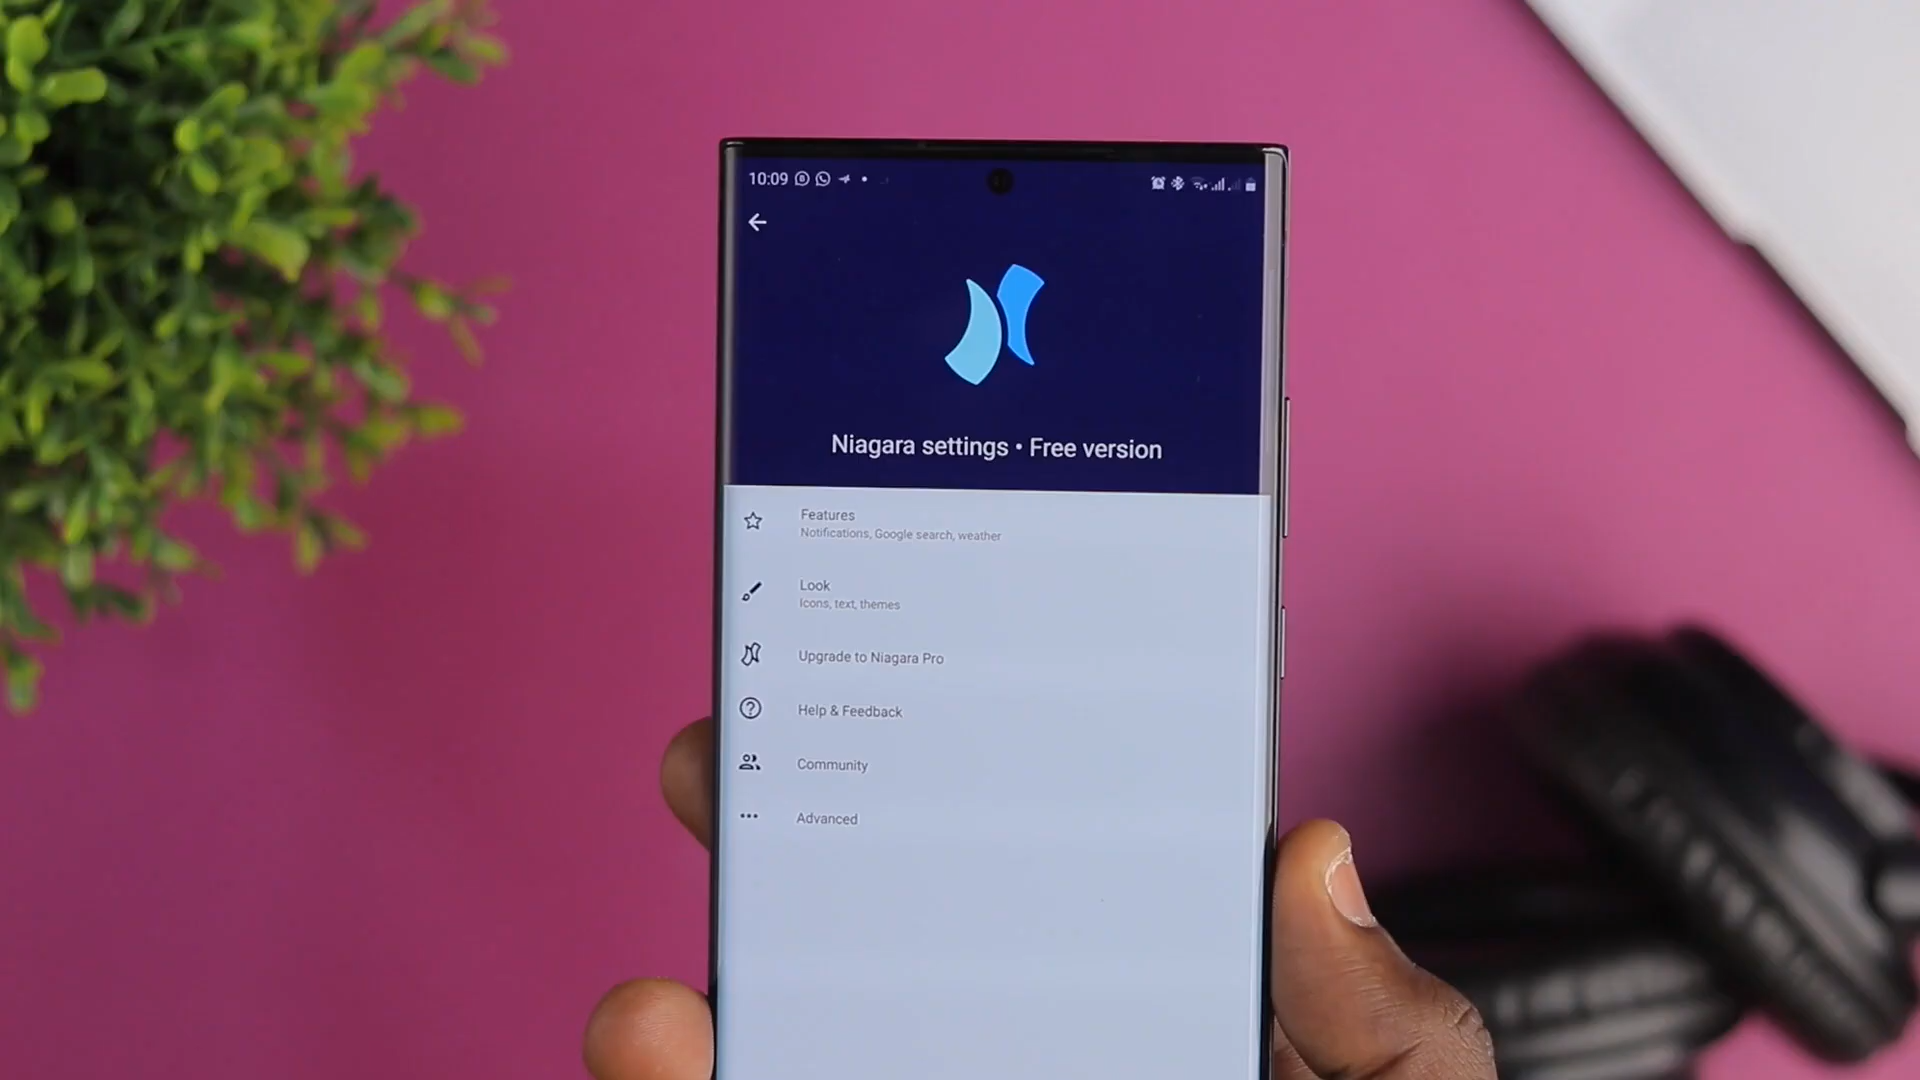 10:09
Niagara settings • Free version
Features
Notifications, Google search, weather
Look
Icons, text, themes
Upgrade to Niagara Pro
Help & Feedback
Community
Advanced